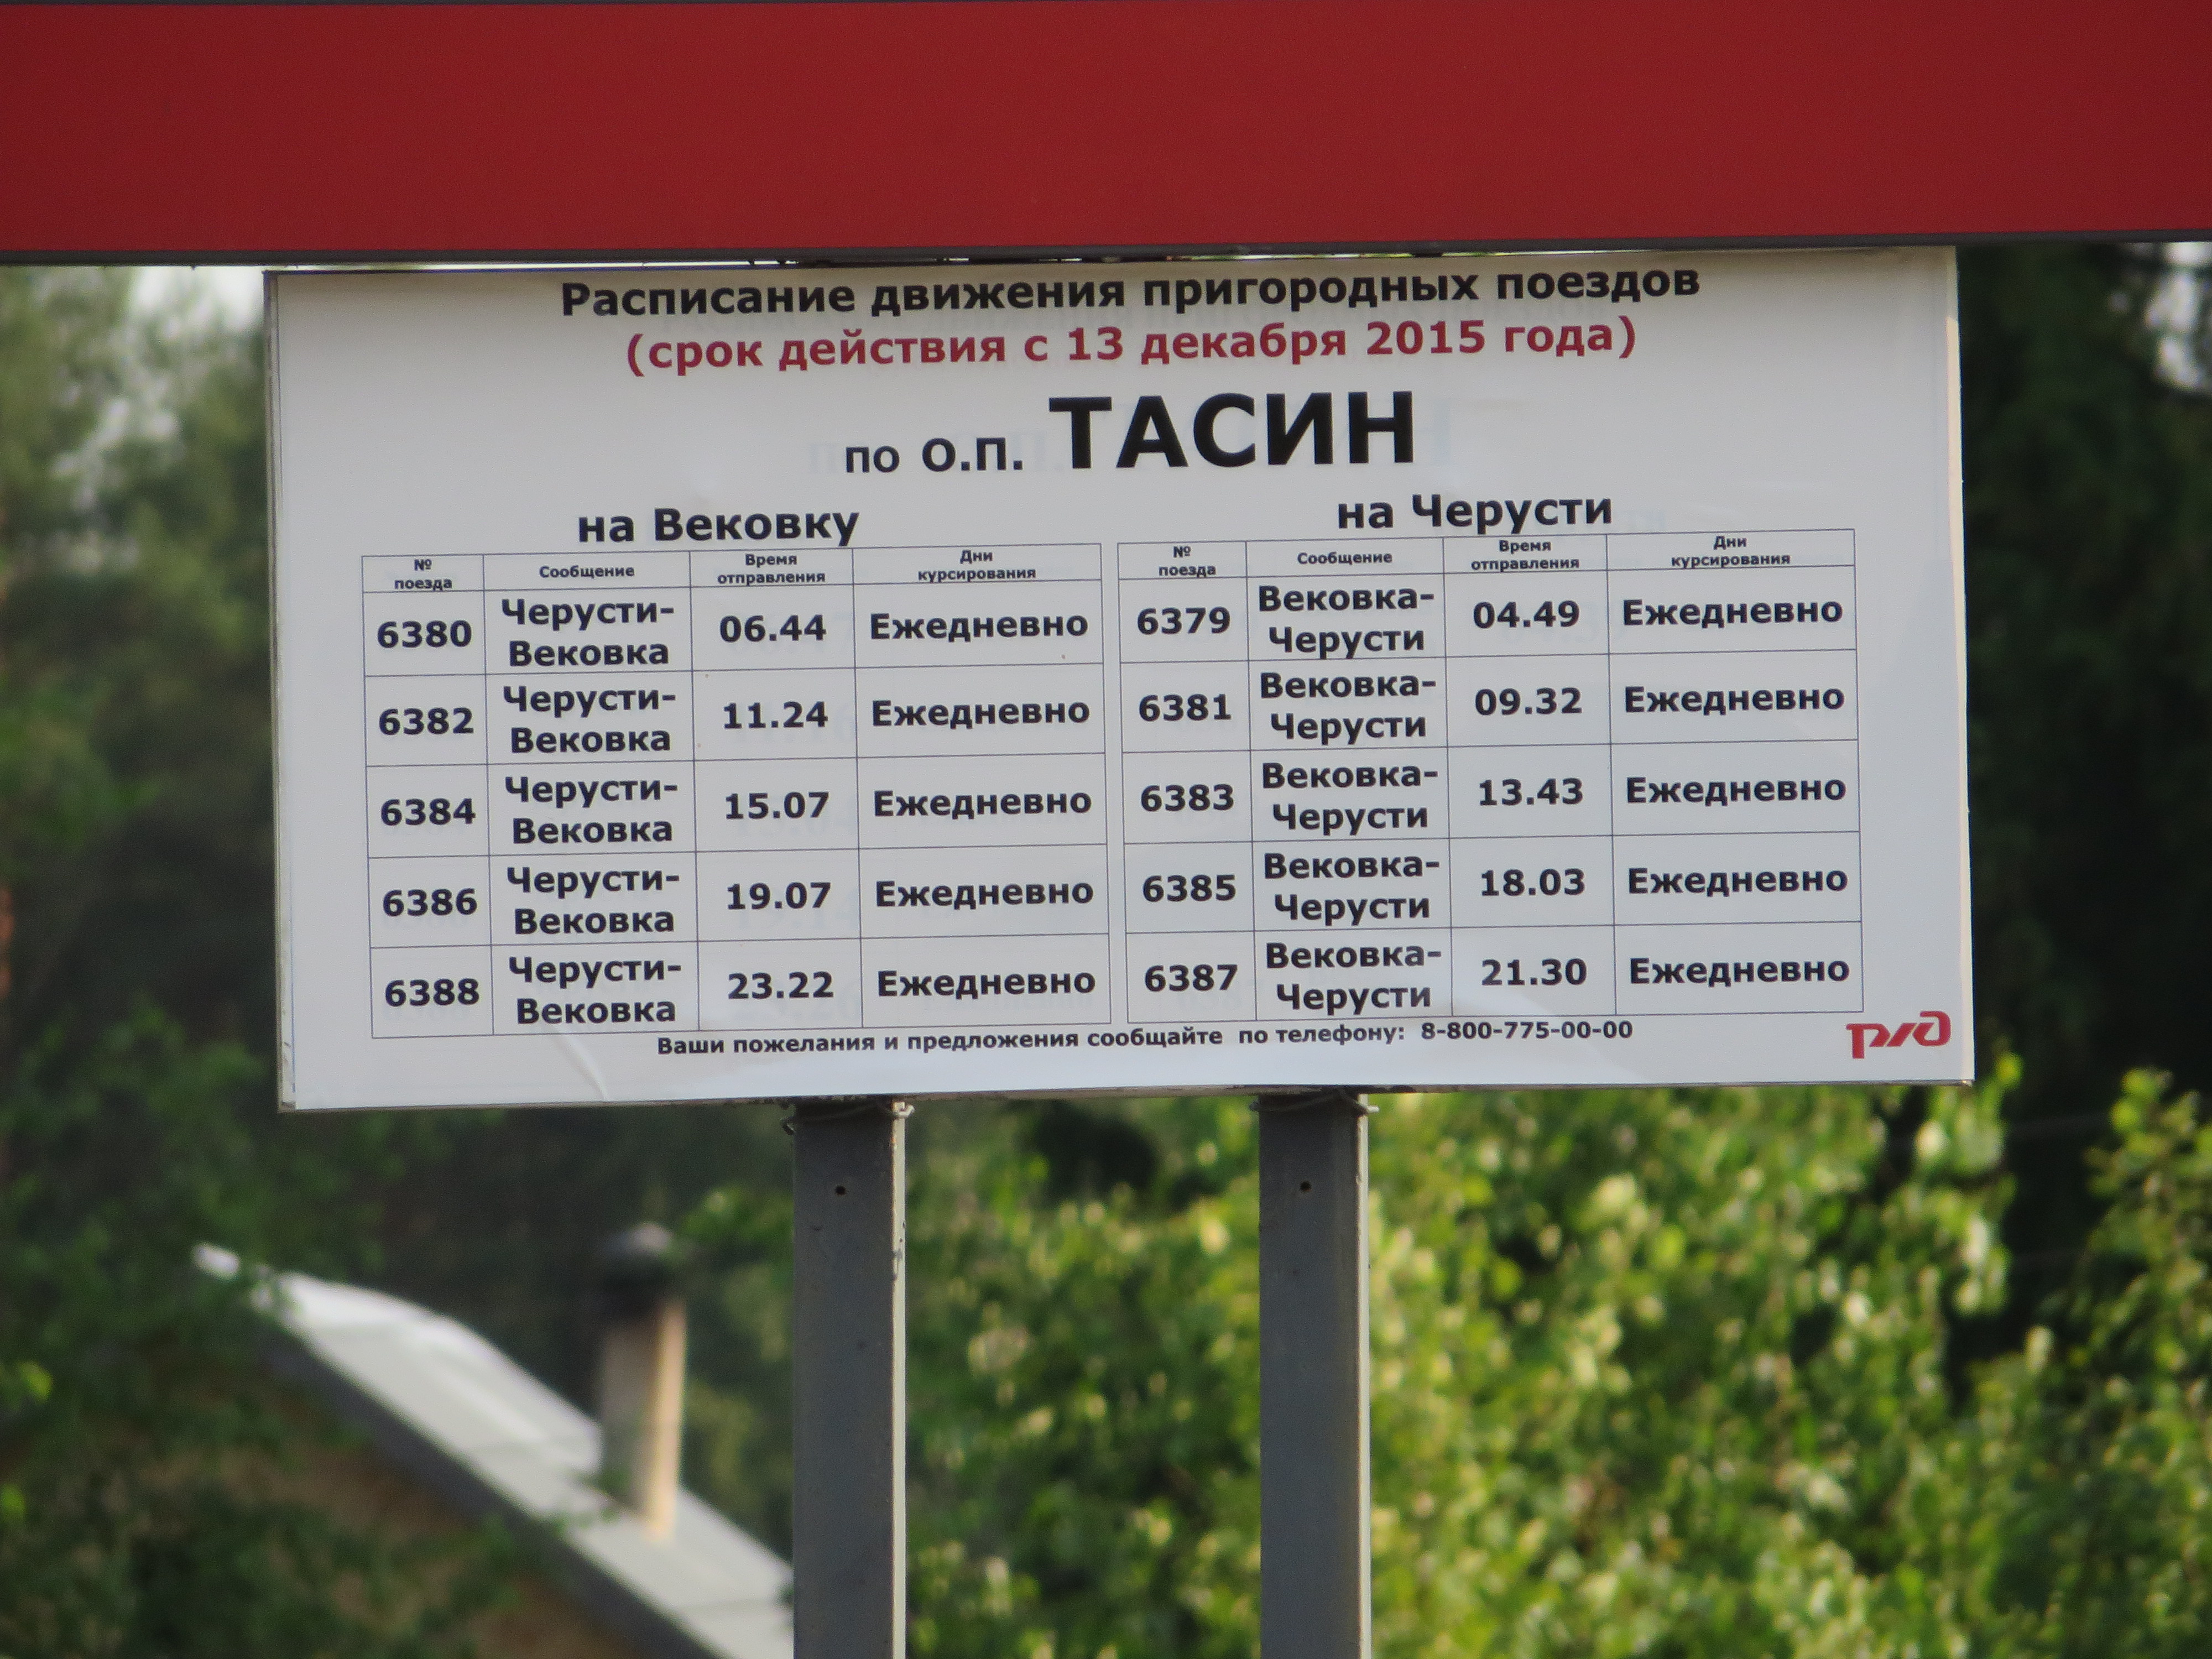 Расписание движения пригородных поездов
(срок действия с 13 декабря 2015 года)
по О.П. ТАСИН
на Вековку
№ поезда Сообщение Время отправления Дни курсирования
6380 Черусти-Вековка 06.44 Ежедневно
6382 Черусти-Вековка 11.24 Ежедневно
6384 Черусти-Вековка 15.07 Ежедневно
6386 Черусти-Вековка 19.07 Ежедневно
6388 Черусти-Вековка 23.22 Ежедневно
на Черусти
№ поезда Сообщение Время отправления Дни курсирования
6379 Вековка-Черусти 04.49 Ежедневно
6381 Вековка-Черусти 09.32 Ежедневно
6383 Вековка-Черусти 13.43 Ежедневно
6385 Вековка-Черусти 18.03 Ежедневно
6387 Вековка-Черусти 21.30 Ежедневно
Ваши пожелания и предложения сообщайте по телефону: 8-800-775-00-00
ржд